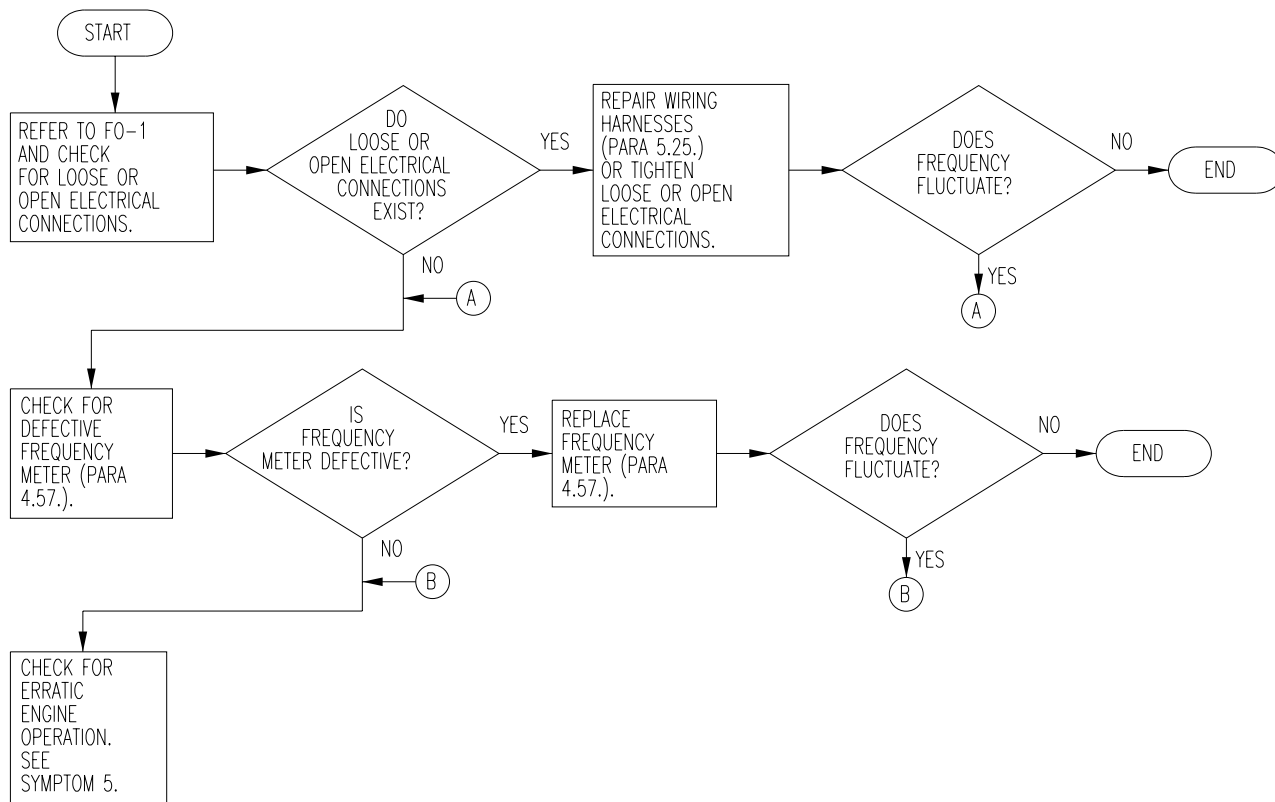 START
REFER TO FO-1
AND CHECK
FOR LOOSE OR
OPEN ELECTRICAL
CONNECTIONS.
DO
LOOSE OR
OPEN ELECTRICAL
CONNECTIONS
EXIST?
YES
REPAIR WIRING
HARNESSES
(PARA 5.25.)
OR TIGHTEN
LOOSE OR OPEN
ELECTRICAL
CONNECTIONS.
DOES
FREQUENCY
FLUCTUATE?
NO
END
NO
A
YES
A
CHECK FOR
DEFECTIVE
FREQUENCY
METER (PARA
4.57.).
IS
FREQUENCY
METER DEFECTIVE?
YES
REPLACE
FREQUENCY
METER (PARA
4.57.).
DOES
FREQUENCY
FLUCTUATE?
NO
END
NO
B
YES
B
CHECK FOR
ERRATIC
ENGINE
OPERATION.
SEE
SYMPTOM 5.